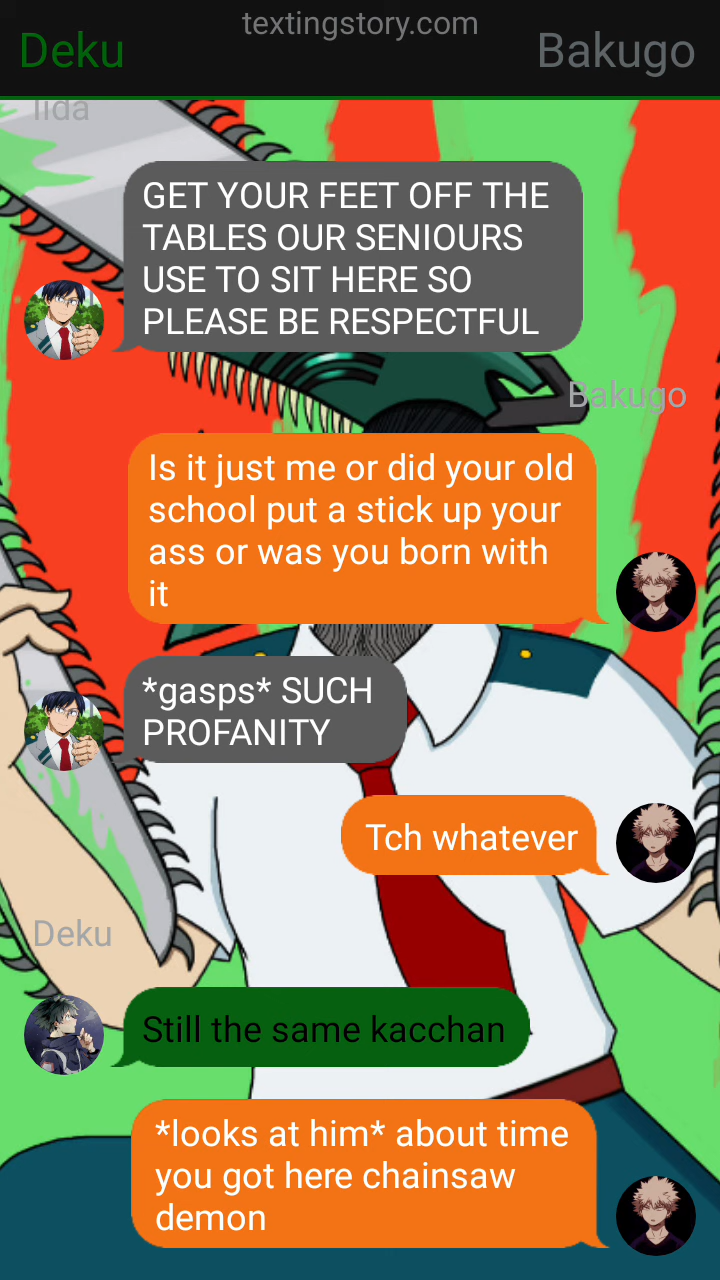 textingstory.com
Deku
Bakugo
Iida
GET YOUR FEET OFF THE
TABLES OUR SENIOURS
USE TO SIT HERE SO
PLEASE BE RESPECTFUL
Bakugo
Is it just me or did your old
school put a stick up your
ass or was you born with
it
*gasps* SUCH
PROFANITY
Tch whatever
Deku
Still the same kacchan
*looks at him* about time
you got here chainsaw
demon